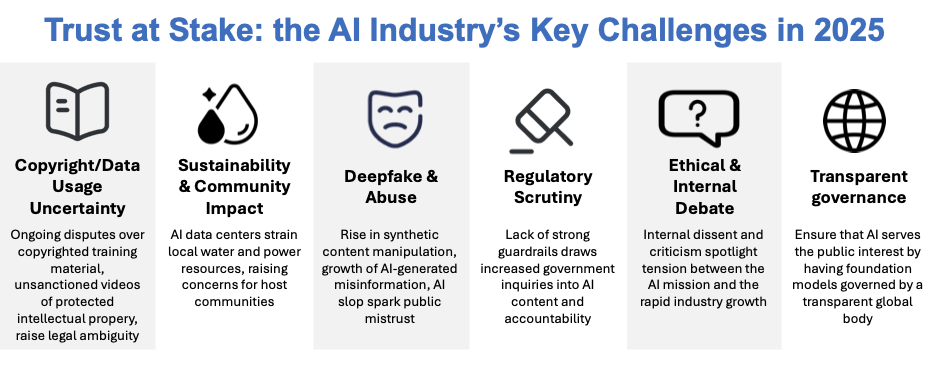 Trust at Stake: the AI Industry's Key Challenges in 2025
Copyright/Data
Usage
Uncertainty
Ongoing disputes over
copyrighted training
material,
unsanctioned videos
of protected
intellectual propery,
raise legal ambiguity
Sustainability
& Community
Impact
AI data centers strain
local water and power
resources, raising
concerns for host
communities
Deepfake &
Abuse
Rise in synthetic
content manipulation,
growth of AI-generated
misinformation, AI
slop spark public
mistrust
Regulatory
Scrutiny
Lack of strong
guardrails draws
increased government
inquiries into AI
content and
accountability
?
Ethical &
Internal
Debate
Internal dissent and
criticism spotlight
tension between the
AI mission and the
rapid industry growth
Transparent
governance
Ensure that AI serves
the public interest by
having foundation
models governed by a
transparent global
body